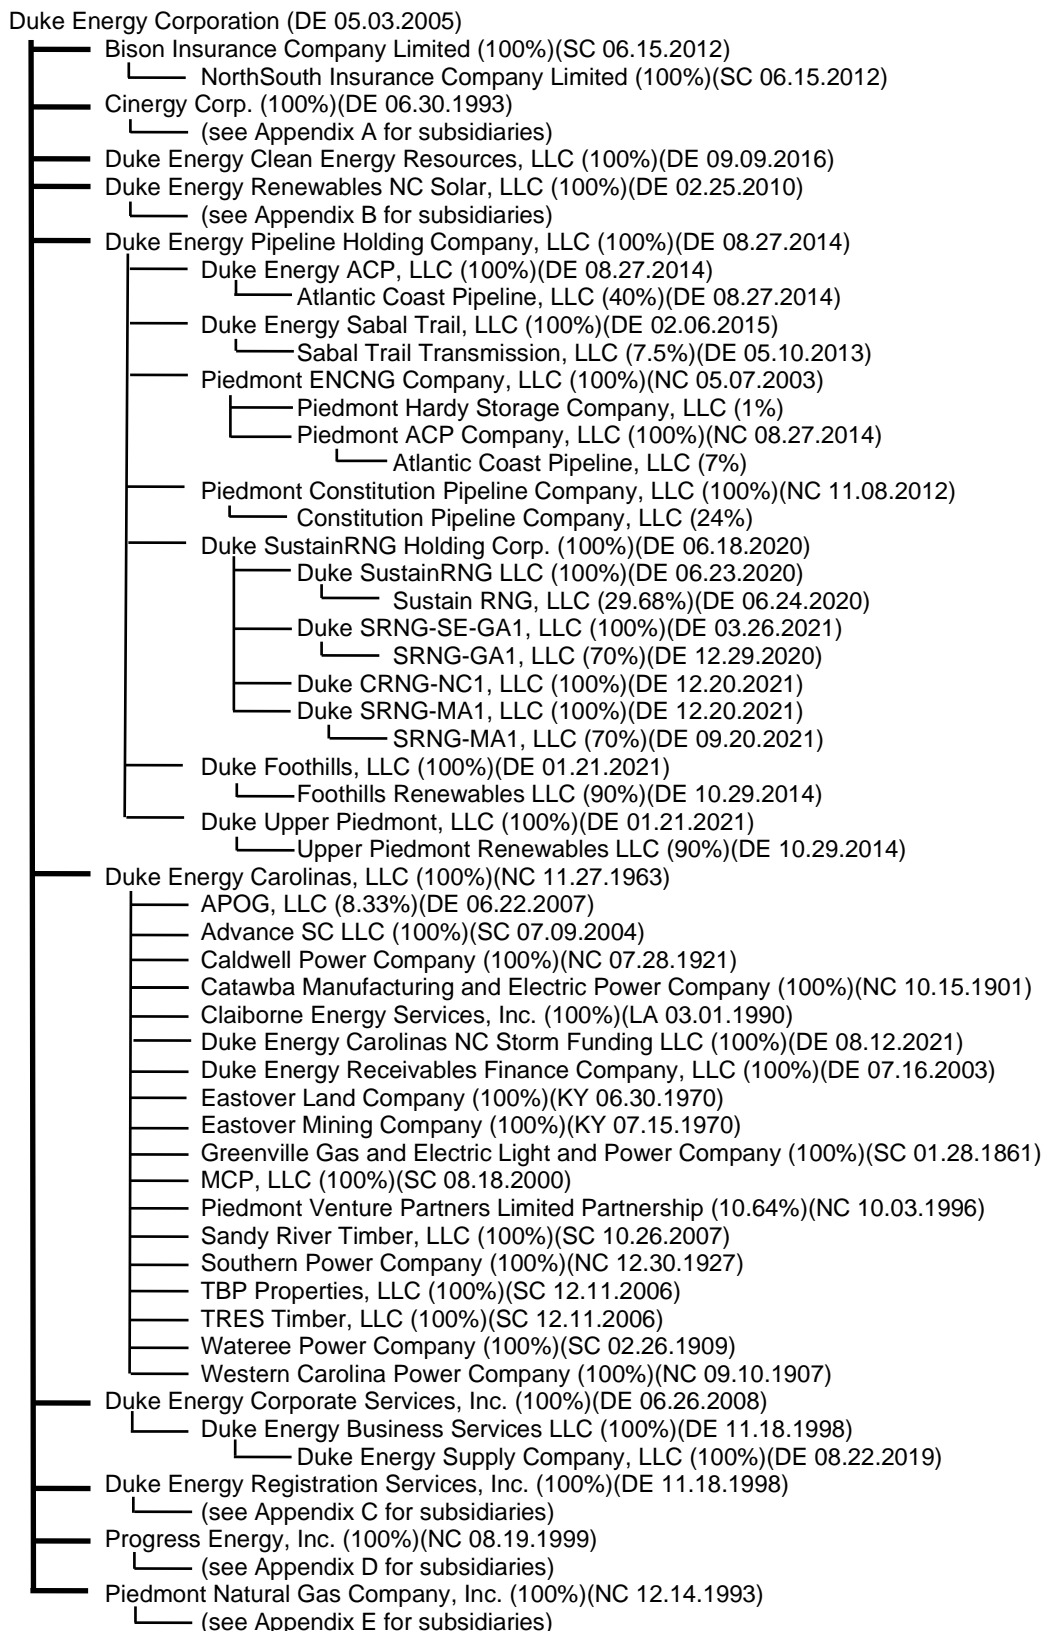 Duke Energy Corporation (DE 05.03.2005)
Bison Insurance Company Limited (100%)(SC 06.15.2012)
NorthSouth Insurance Company Limited (100%)(SC 06.15.2012)
Cinergy Corp. (100%)(DE 06.30.1993)
(see Appendix A for subsidiaries)
Duke Energy Clean Energy Resources, LLC (100%)(DE 09.09.2016)
Duke Energy Renewables NC Solar, LLC (100%)(DE 02.25.2010)
(see Appendix B for subsidiaries)
Duke Energy Pipeline Holding Company, LLC (100%)(DE 08.27.2014)
Duke Energy ACP, LLC (100%)(DE 08.27.2014)
Atlantic Coast Pipeline, LLC (40%)(DE 08.27.2014)
Duke Energy Sabal Trail, LLC (100%)(DE 02.06.2015)
Sabal Trail Transmission, LLC (7.5%)(DE 05.10.2013)
Piedmont ENCNG Company, LLC (100%)(NC 05.07.2003)
Piedmont Hardy Storage Company, LLC (1%)
Piedmont ACP Company, LLC (100%)(NC 08.27.2014)
Atlantic Coast Pipeline, LLC (7%)
Piedmont Constitution Pipeline Company, LLC (100%)(NC 11.08.2012)
Constitution Pipeline Company, LLC (24%)
Duke SustainRNG Holding Corp. (100%)(DE 06.18.2020)
Duke SustainRNG LLC (100%)(DE 06.23.2020)
Sustain RNG, LLC (29.68%)(DE 06.24.2020)
Duke SRNG-SE-GA1, LLC (100%)(DE 03.26.2021)
SRNG-GA1, LLC (70%)(DE 12.29.2020)
Duke CRNG-NC1, LLC (100%)(DE 12.20.2021)
Duke SRNG-MA1, LLC (100%)(DE 12.20.2021)
SRNG-MA1, LLC (70%)(DE 09.20.2021)
Duke Foothills, LLC (100%)(DE 01.21.2021)
Foothills Renewables LLC (90%)(DE 10.29.2014)
Duke Upper Piedmont, LLC (100%)(DE 01.21.2021)
Upper Piedmont Renewables LLC (90%)(DE 10.29.2014)
Duke Energy Carolinas, LLC (100%)(NC 11.27.1963)
APOG, LLC (8.33%)(DE 06.22.2007)
Advance SC LLC (100%)(SC 07.09.2004)
Caldwell Power Company (100%)(NC 07.28.1921)
Catawba Manufacturing and Electric Power Company (100%)(NC 10.15.1901)
Claiborne Energy Services, Inc. (100%)(LA 03.01.1990)
Duke Energy Carolinas NC Storm Funding LLC (100%)(DE 08.12.2021)
Duke Energy Receivables Finance Company, LLC (100%)(DE 07.16.2003)
Eastover Land Company (100%)(KY 06.30.1970)
Eastover Mining Company (100%)(KY 07.15.1970)
Greenville Gas and Electric Light and Power Company (100%)(SC 01.28.1861)
MCP, LLC (100%)(SC 08.18.2000)
Piedmont Venture Partners Limited Partnership (10.64%)(NC 10.03.1996)
Sandy River Timber, LLC (100%)(SC 10.26.2007)
Southern Power Company (100%)(NC 12.30.1927)
TBP Properties, LLC (100%)(SC 12.11.2006)
TRES Timber, LLC (100%)(SC 12.11.2006)
Wateree Power Company (100%)(SC 02.26.1909)
Western Carolina Power Company (100%)(NC 09.10.1907)
Duke Energy Corporate Services, Inc. (100%)(DE 06.26.2008)
Duke Energy Business Services LLC (100%)(DE 11.18.1998)
Duke Energy Supply Company, LLC (100%)(DE 08.22.2019)
Duke Energy Registration Services, Inc. (100%)(DE 11.18.1998)
(see Appendix C for subsidiaries)
Progress Energy, Inc. (100%)(NC 08.19.1999)
(see Appendix D for subsidiaries)
Piedmont Natural Gas Company, Inc. (100%)(NC 12.14.1993)
(see Appendix E for subsidiaries)